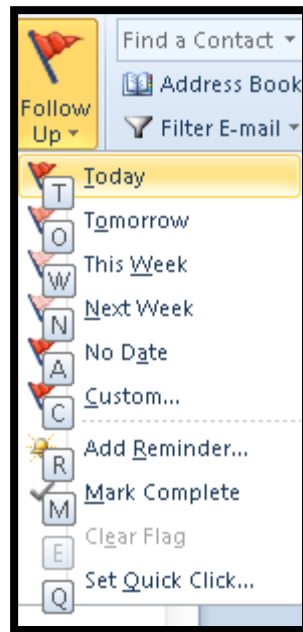 Find a Contact
Address Book
Filter E-mail
Follow
Up
T Today
O Tomorrow
W This Week
N Next Week
A No Date
C Custom...
R Add Reminder...
M Mark Complete
E Clear Flag
Q Set Quick Click...